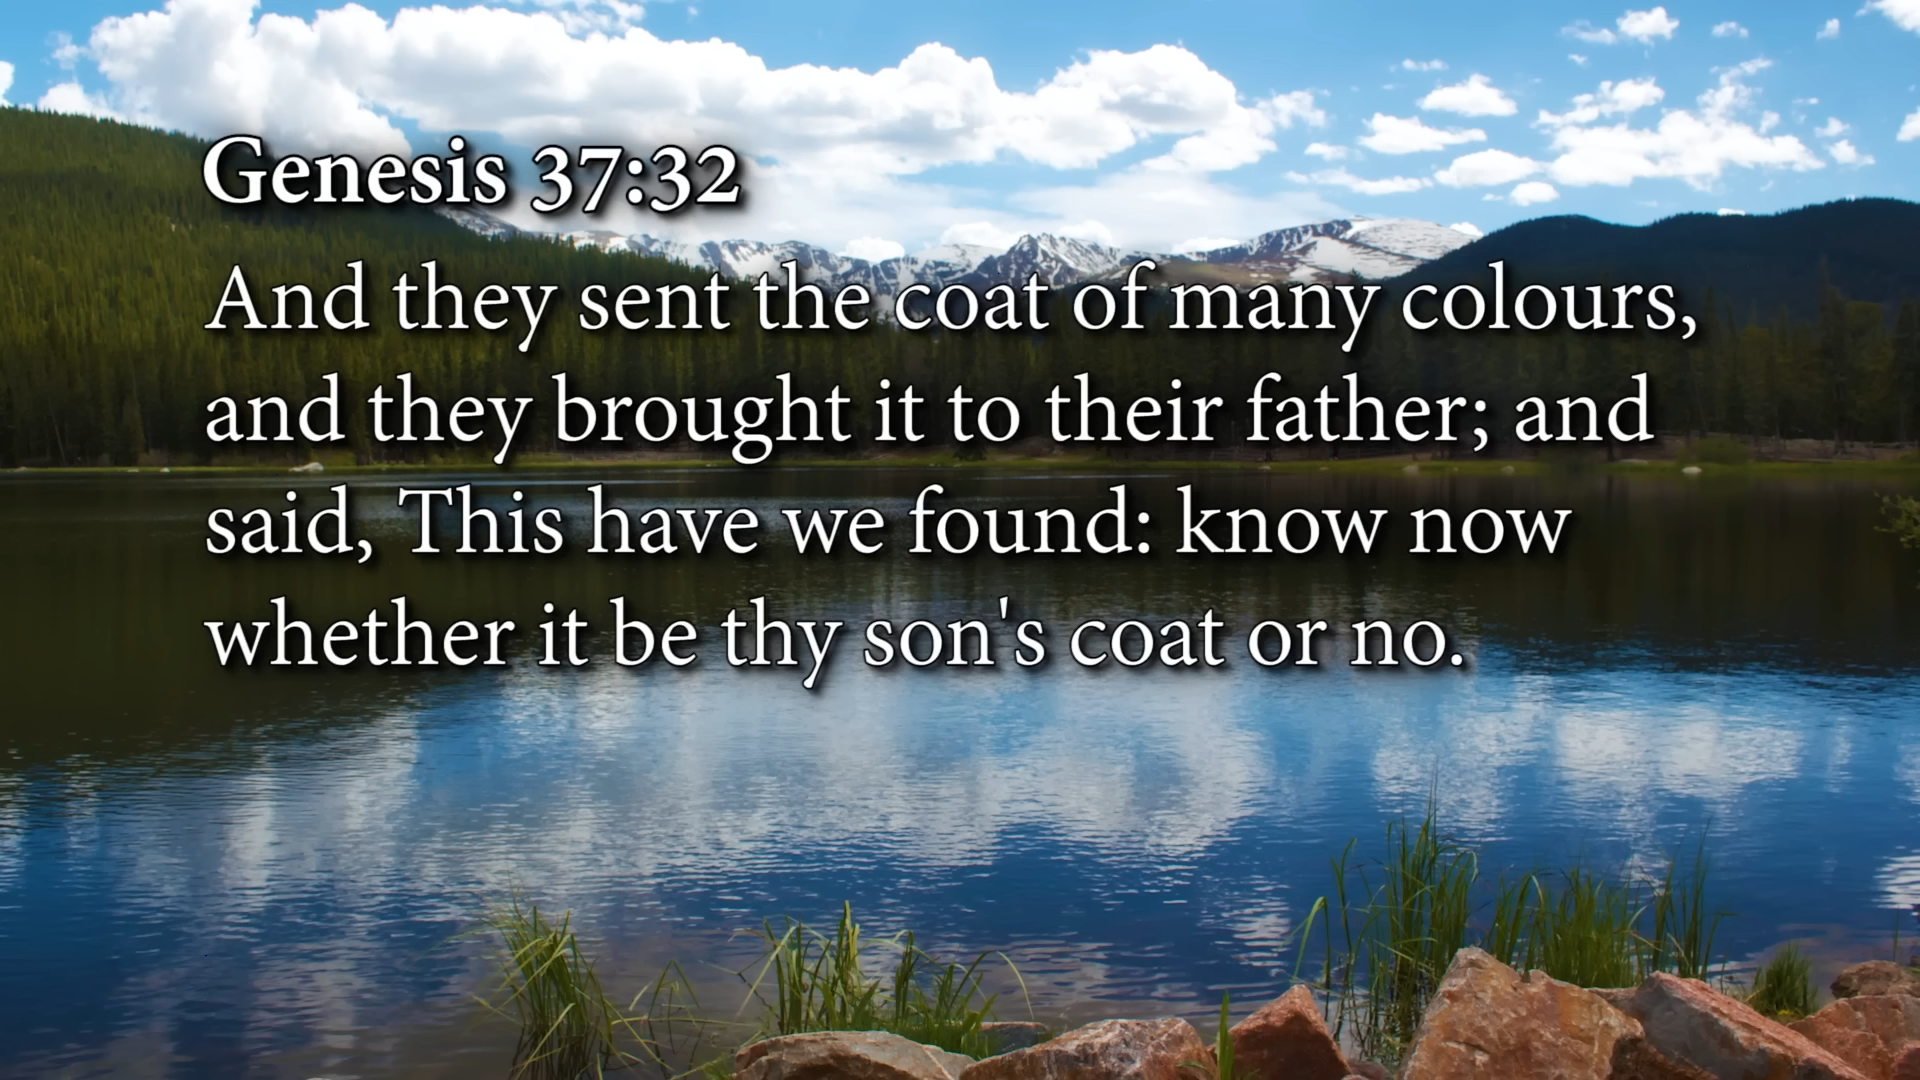 Genesis 37:32
And they sent the coat of many colours,
and they brought it to their father; and
said, This have we found: know now
whether it be thy son's coat or no.